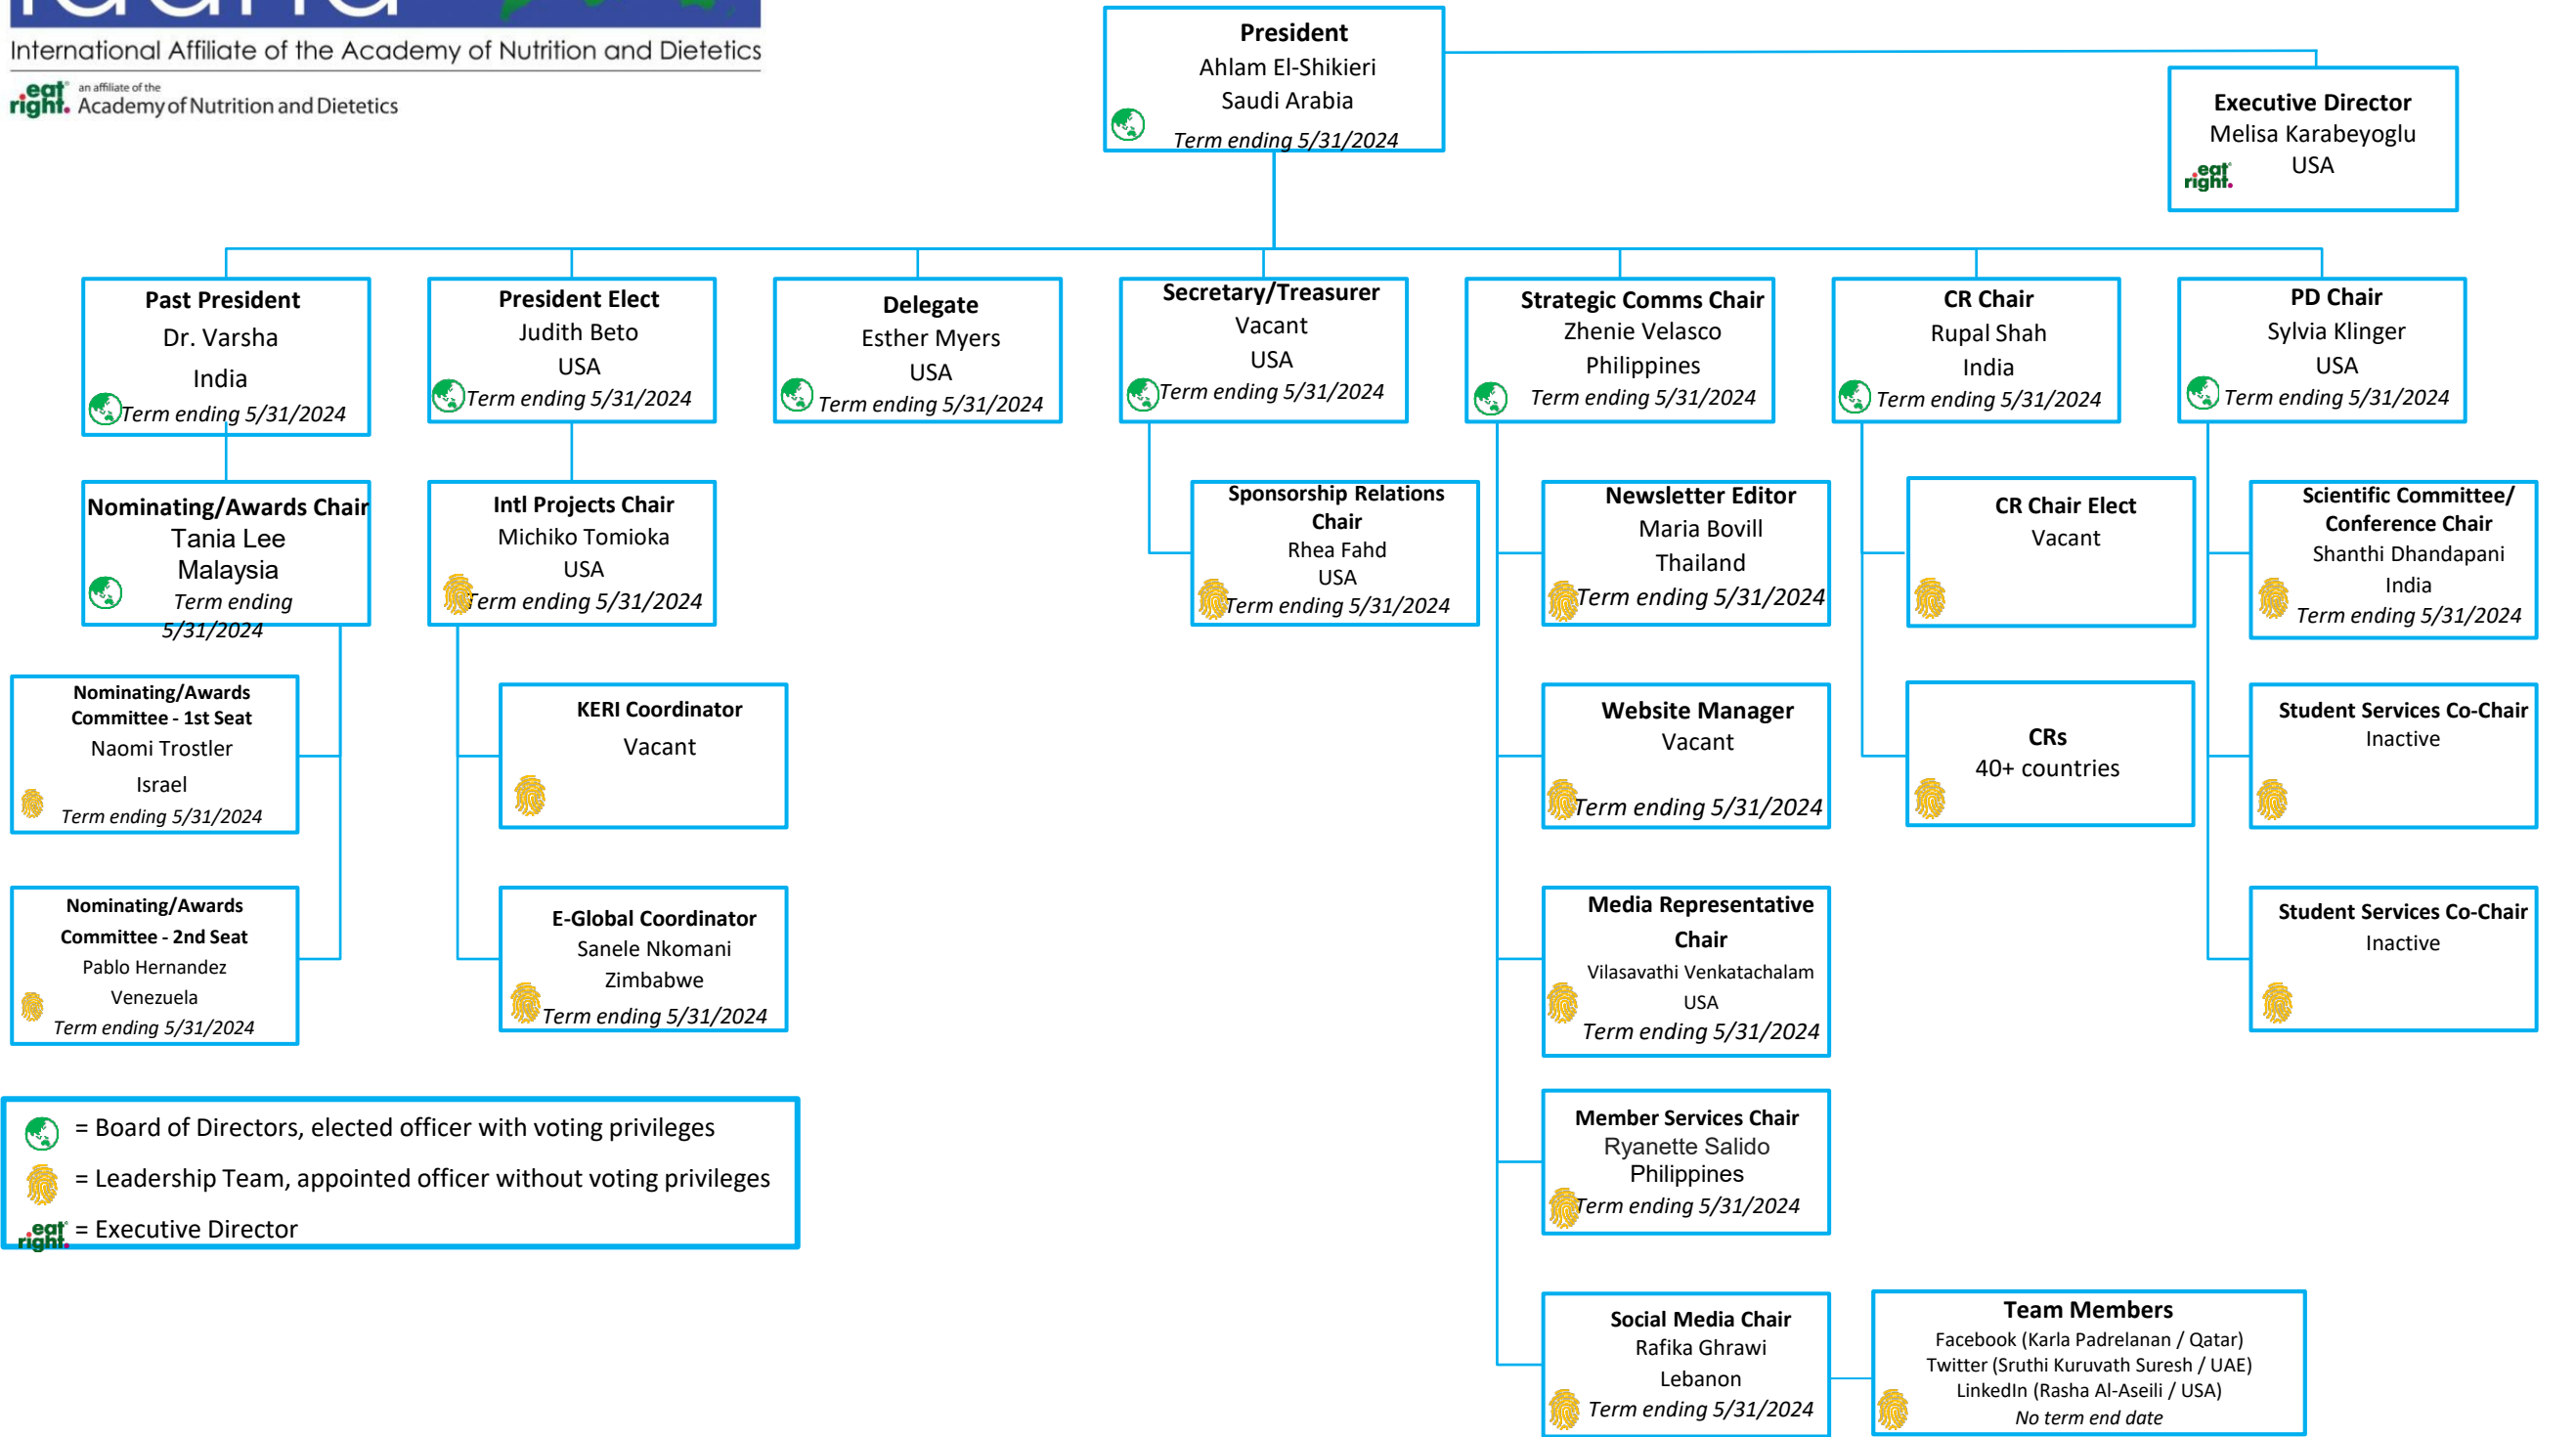 iaand
International Affiliate of the Academy of Nutrition and Dietetics
eat right. an affiliate of the
Academy of Nutrition and Dietetics
President
Ahlam El-Shikieri
Saudi Arabia
Term ending 5/31/2024
Executive Director
Melisa Karabeyoglu
USA
eat right.
Past President
Dr. Varsha
India
Term ending 5/31/2024
President Elect
Judith Beto
USA
Term ending 5/31/2024
Delegate
Esther Myers
USA
Term ending 5/31/2024
Secretary/Treasurer
Vacant
USA
Term ending 5/31/2024
Strategic Comms Chair
Zhenie Velasco
Philippines
Term ending 5/31/2024
CR Chair
Rupal Shah
India
Term ending 5/31/2024
PD Chair
Sylvia Klinger
USA
Term ending 5/31/2024
Nominating/Awards Chair
Tania Lee
Malaysia
Term ending
5/31/2024
Intl Projects Chair
Michiko Tomioka
USA
Term ending 5/31/2024
Sponsorship Relations
Chair
Rhea Fahd
USA
Term ending 5/31/2024
Newsletter Editor
Maria Bovill
Thailand
Term ending 5/31/2024
CR Chair Elect
Vacant
Scientific Committee/
Conference Chair
Shanthi Dhandapani
India
Term ending 5/31/2024
Nominating/Awards
Committee - 1st Seat
Naomi Trostler
Israel
Term ending 5/31/2024
KERI Coordinator
Vacant
Website Manager
Vacant
Term ending 5/31/2024
CRs
40+ countries
Student Services Co-Chair
Inactive
Nominating/Awards
Committee - 2nd Seat
Pablo Hernandez
Venezuela
Term ending 5/31/2024
E-Global Coordinator
Sanele Nkomani
Zimbabwe
Term ending 5/31/2024
Media Representative
Chair
Vilasavathi Venkatachalam
USA
Term ending 5/31/2024
Student Services Co-Chair
Inactive
= Board of Directors, elected officer with voting privileges
= Leadership Team, appointed officer without voting privileges
eat right. = Executive Director
Member Services Chair
Ryanette Salido
Philippines
Term ending 5/31/2024
Social Media Chair
Rafika Ghrawi
Lebanon
Term ending 5/31/2024
Team Members
Facebook (Karla Padrelanan / Qatar)
Twitter (Sruthi Kuruvath Suresh / UAE)
LinkedIn (Rasha Al-Aseili / USA)
No term end date